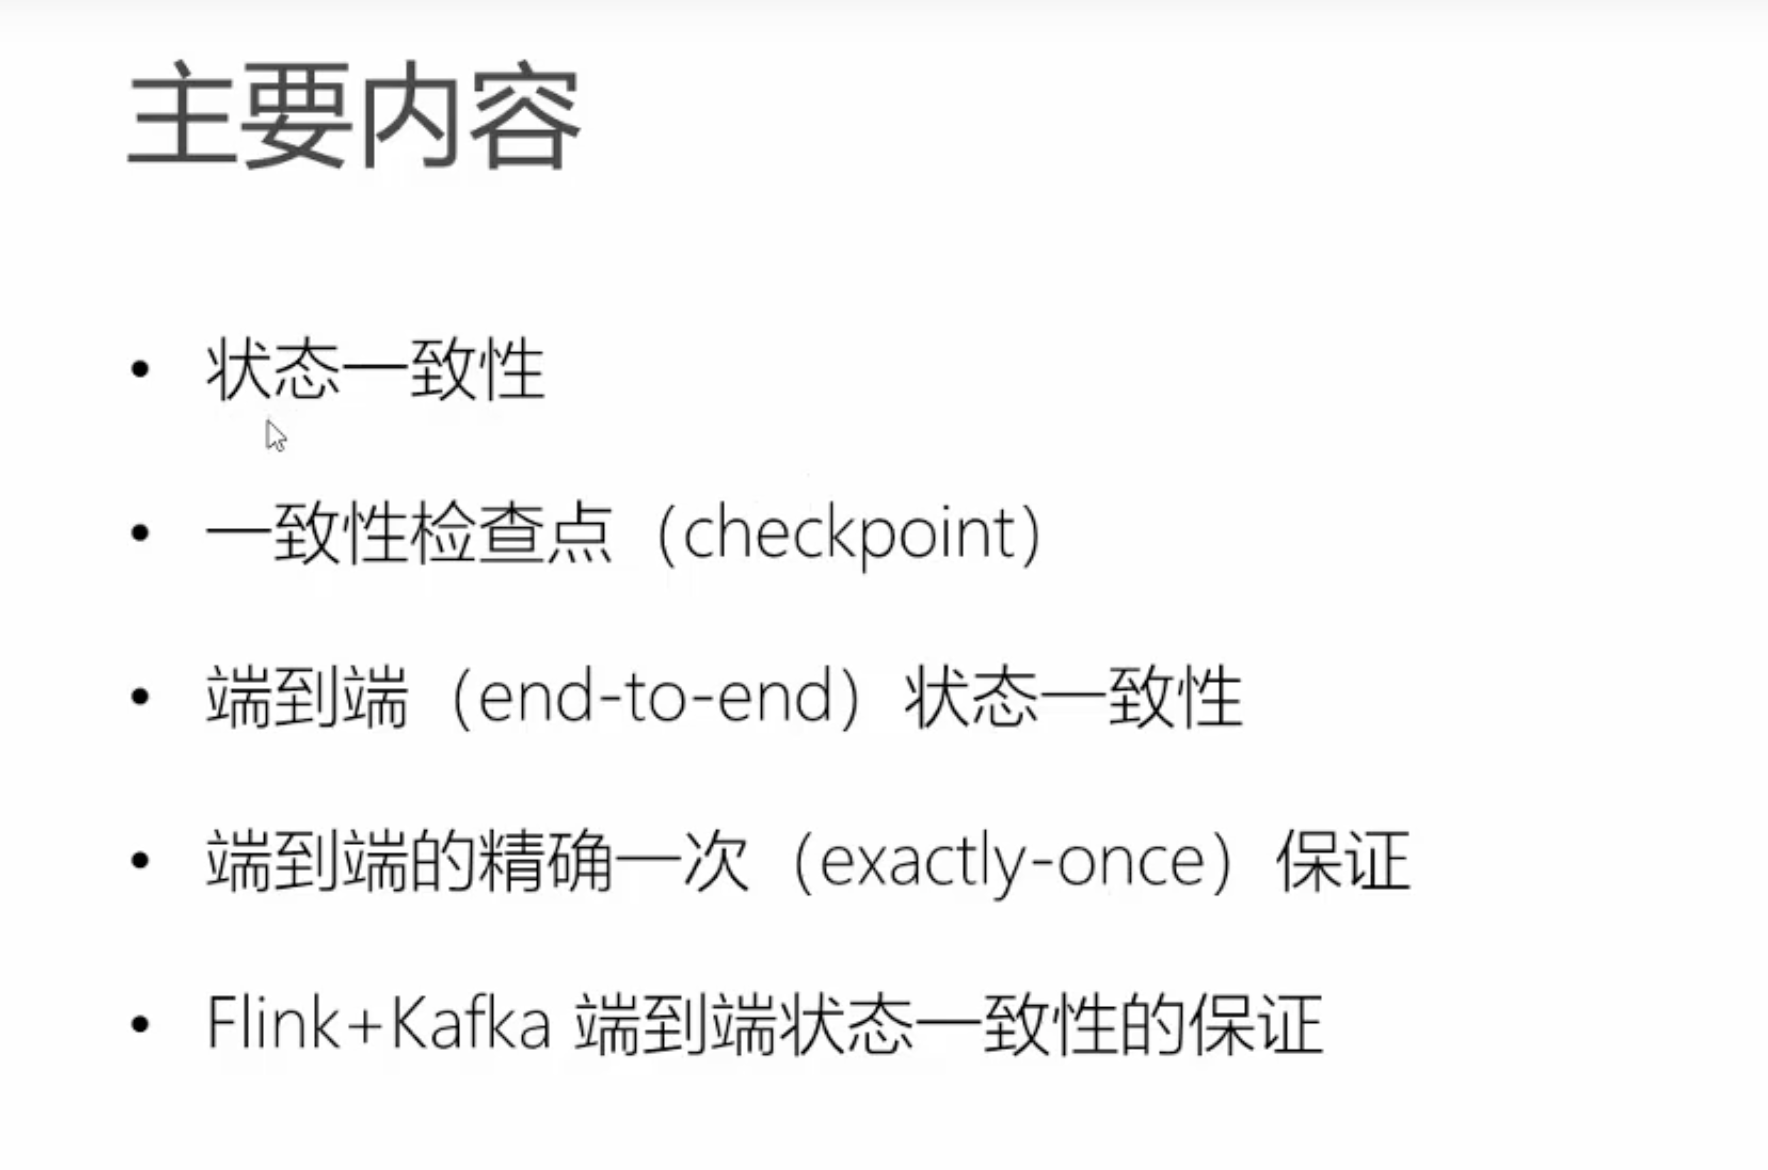 主要内容
• 状态一致性
• 一致性检查点（checkpoint）
• 端到端（end-to-end）状态一致性
• 端到端的精确一次（exactly-once）保证
• Flink+Kafka 端到端状态一致性的保证